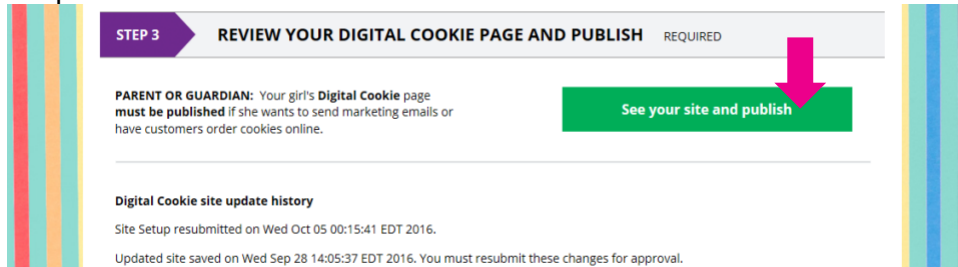 STEP 3 REVIEW YOUR DIGITAL COOKIE PAGE AND PUBLISH REQUIRED
PARENT OR GUARDIAN: Your girl's Digital Cookie page
must be published if she wants to send marketing emails or
have customers order cookies online.
See your site and publish
Digital Cookie site update history
Site Setup resubmitted on Wed Oct 05 00:15:41 EDT 2016.
Updated site saved on Wed Sep 28 14:05:37 EDT 2016. You must resubmit these changes for approval.